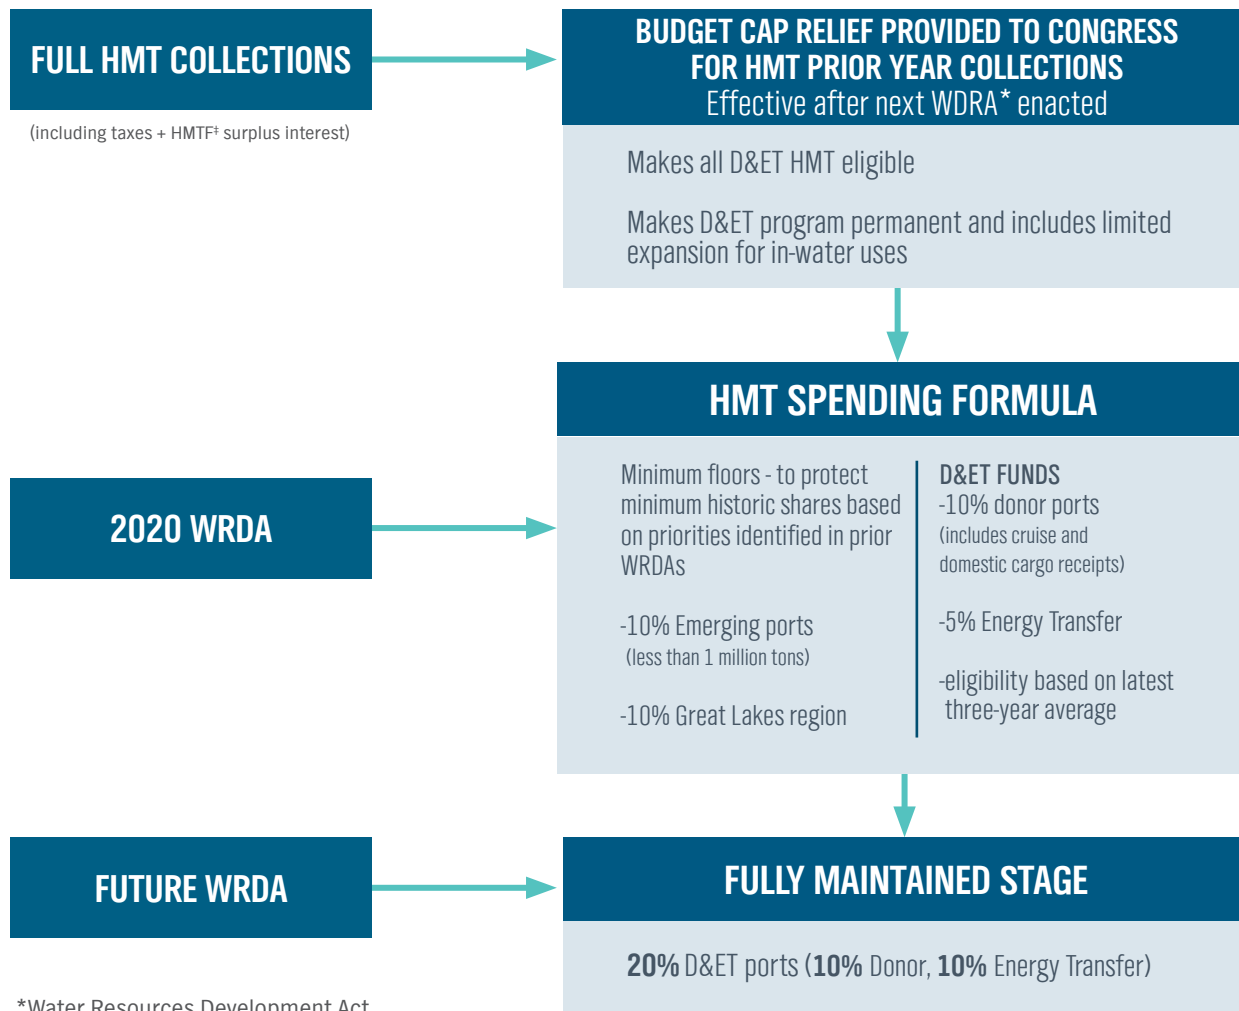 FULL HMT COLLECTIONS
(including taxes + HMTF‡ surplus interest)
BUDGET CAP RELIEF PROVIDED TO CONGRESS
FOR HMT PRIOR YEAR COLLECTIONS
Effective after next WDRA* enacted
Makes all D&ET HMT eligible
Makes D&ET program permanent and includes limited
expansion for in-water uses
HMT SPENDING FORMULA
2020 WRDA
Minimum floors - to protect
minimum historic shares based
on priorities identified in prior
WRDAs
-10% Emerging ports
(less than 1 million tons)
-10% Great Lakes region
D&ET FUNDS
-10% donor ports
(includes cruise and
domestic cargo receipts)
-5% Energy Transfer
-eligibility based on latest
three-year average
FUTURE WRDA
FULLY MAINTAINED STAGE
20% D&ET ports (10% Donor, 10% Energy Transfer)
*Water Resources Development Act